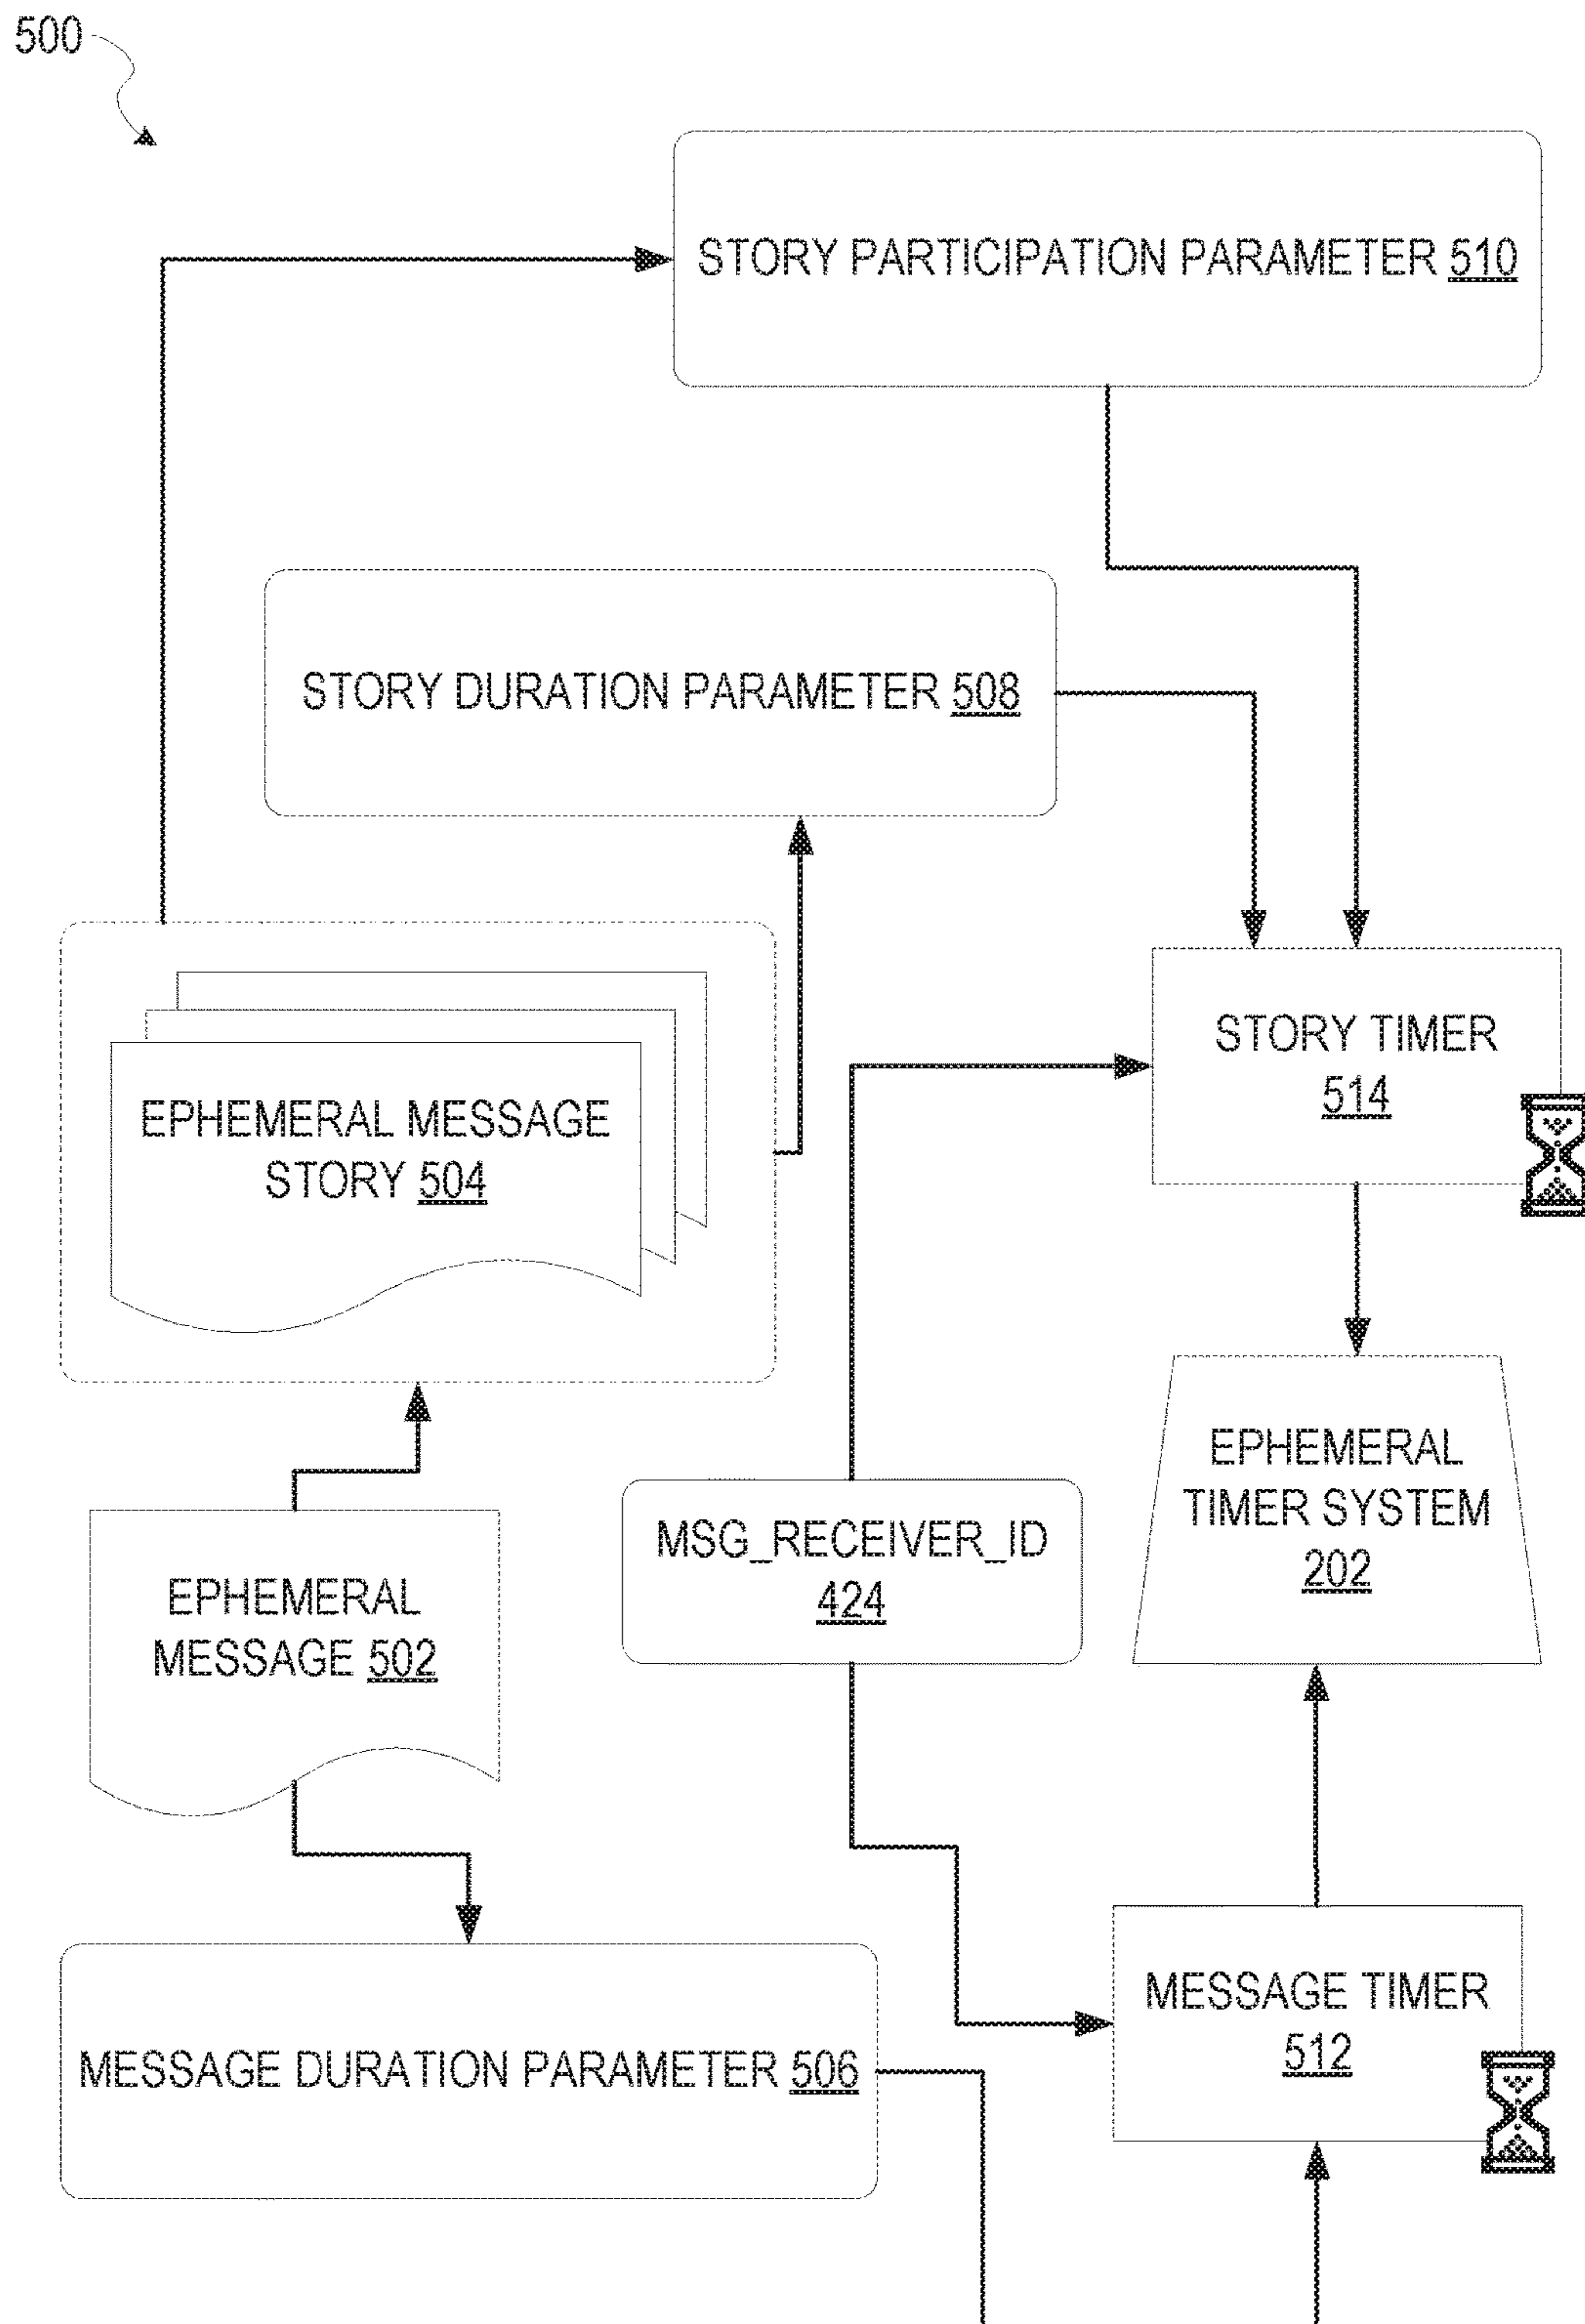 500
STORY PARTICIPATION PARAMETER 510
STORY DURATION PARAMETER 508
STORY TIMER
514
EPHEMERAL MESSAGE
STORY 504
EPHEMERAL
TIMER SYSTEM
202
MSG_RECEIVER_ID
424
EPHEMERAL
MESSAGE 502
MESSAGE TIMER
512
MESSAGE DURATION PARAMETER 506